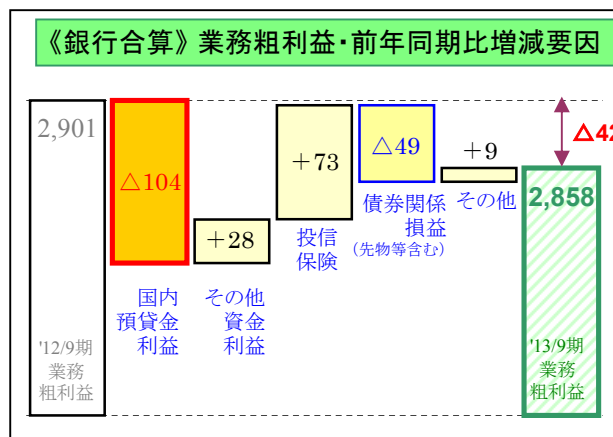 《銀行合算》 業務粗利益・前年同期比増減要因
2,901
△104
+28
+73
△49
+9
△42
2,858
国内
預貸金
利益
その他
資金
利益
投信
保険
債券関係
損益
(先物等含む)
その他
'12/9期
業務
粗利益
'13/9期
業務
粗利益